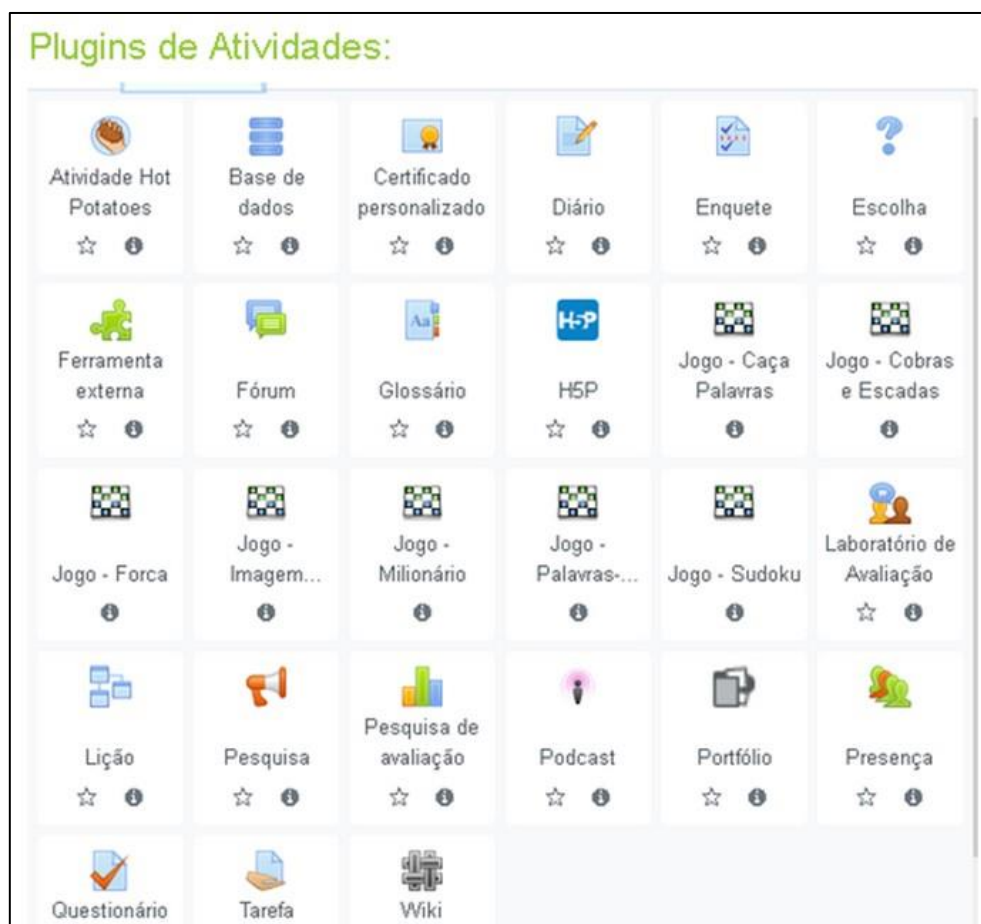 Plugins de Atividades:
Atividade Hot
Potatoes
Base de
dados
Certificado
personalizado
Diário
Enquete
Escolha
Ferramenta
externa
Fórum
Aa
Glossário
H5P
H5P
Jogo - Caça
Palavras
Jogo - Cobras
e Escadas
Jogo - Forca
Jogo -
Imagem...
Jogo -
Milionário
Jogo -
Palavras-...
Jogo - Sudoku
Laboratório de
Avaliação
Lição
Pesquisa
Pesquisa de
avaliação
Podcast
Portfólio
Presença
Questionário
Tarefa
Wiki